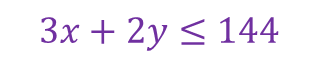 3x + 2y ≤ 144